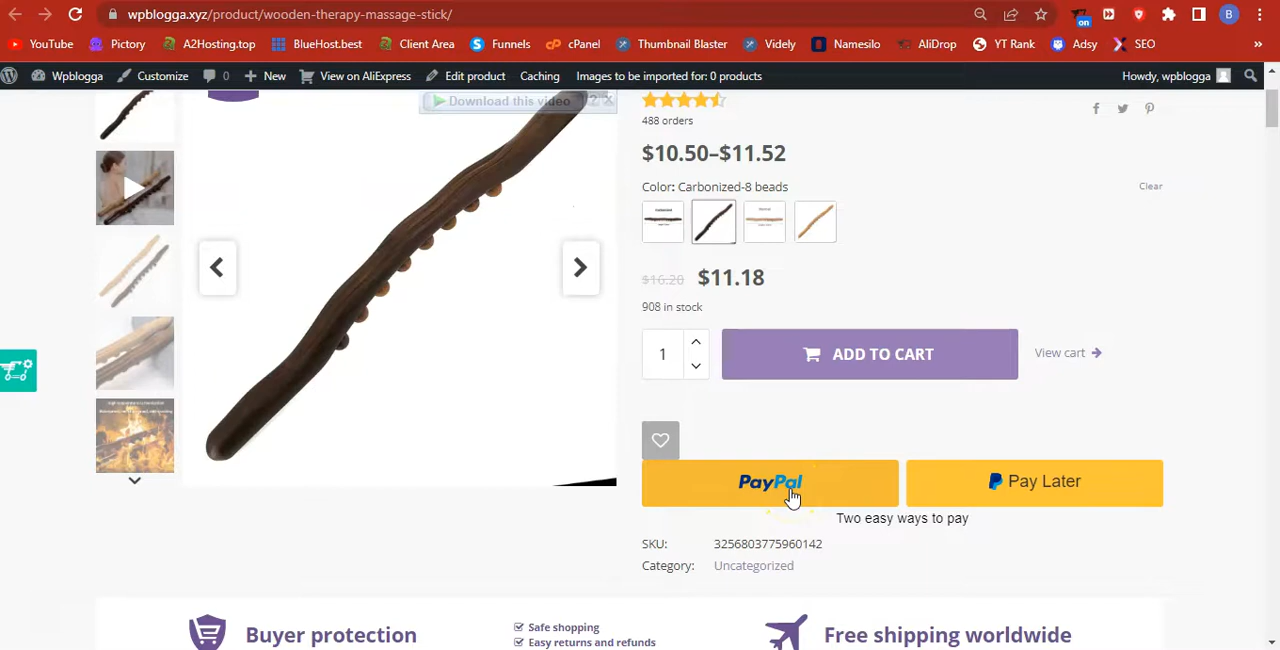 wpblogga.xyz/product/wooden-therapy-massage-stick/
on
B
YouTube Pictory A2Hosting.top BlueHost.best Client Area Funnels cPanel Thumbnail Blaster Videly Namesilo AliDrop YT Rank Adsy SEO »
Wpblogga Customize 0 New View on AliExpress Edit product Caching Images to be imported for: 0 products Howdy, wpblogga
Download this video ? X
488 orders
$10.50–$11.52
Color: Carbonized-8 beads
Clear
$16.20 $11.18
908 in stock
1 ADD TO CART View cart
PayPal Pay Later
Two easy ways to pay
SKU: 3256803775960142
Category: Uncategorized
Buyer protection
Safe shopping
Easy returns and refunds
Free shipping worldwide